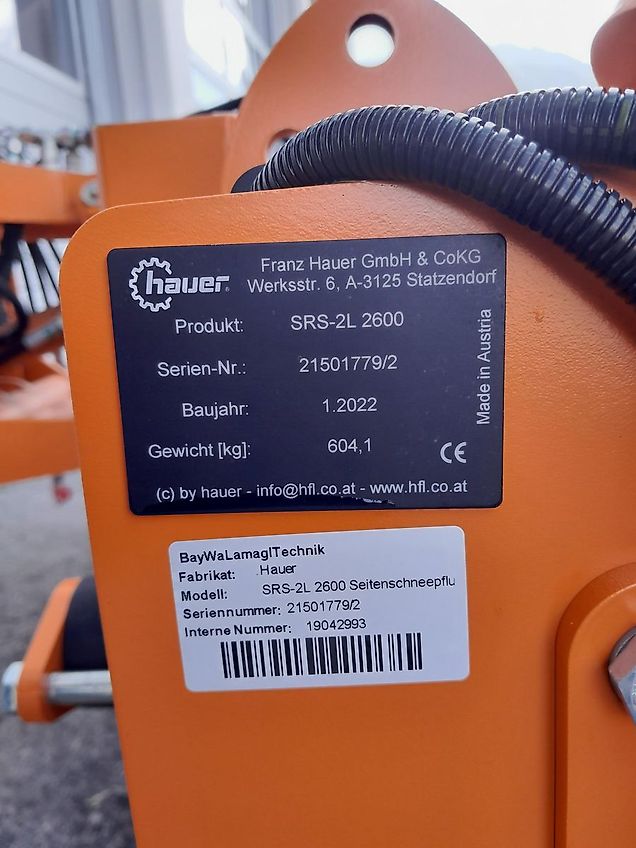 hauer
Franz Hauer GmbH & CoKG
Werksstr. 6, A-3125 Statzendorf
Produkt: SRS-2L 2600
Serien-Nr.: 21501779/2
Baujahr: 1.2022
Gewicht [kg]: 604,1
Made in Austria
CE
(c) by hauer - info@hfl.co.at - www.hfl.co.at
BayWaLamaglTechnik
Fabrikat: .Hauer
Modell: SRS-2L 2600 Seitenschneepflu
Seriennummer: 21501779/2
Interne Nummer: 19042993